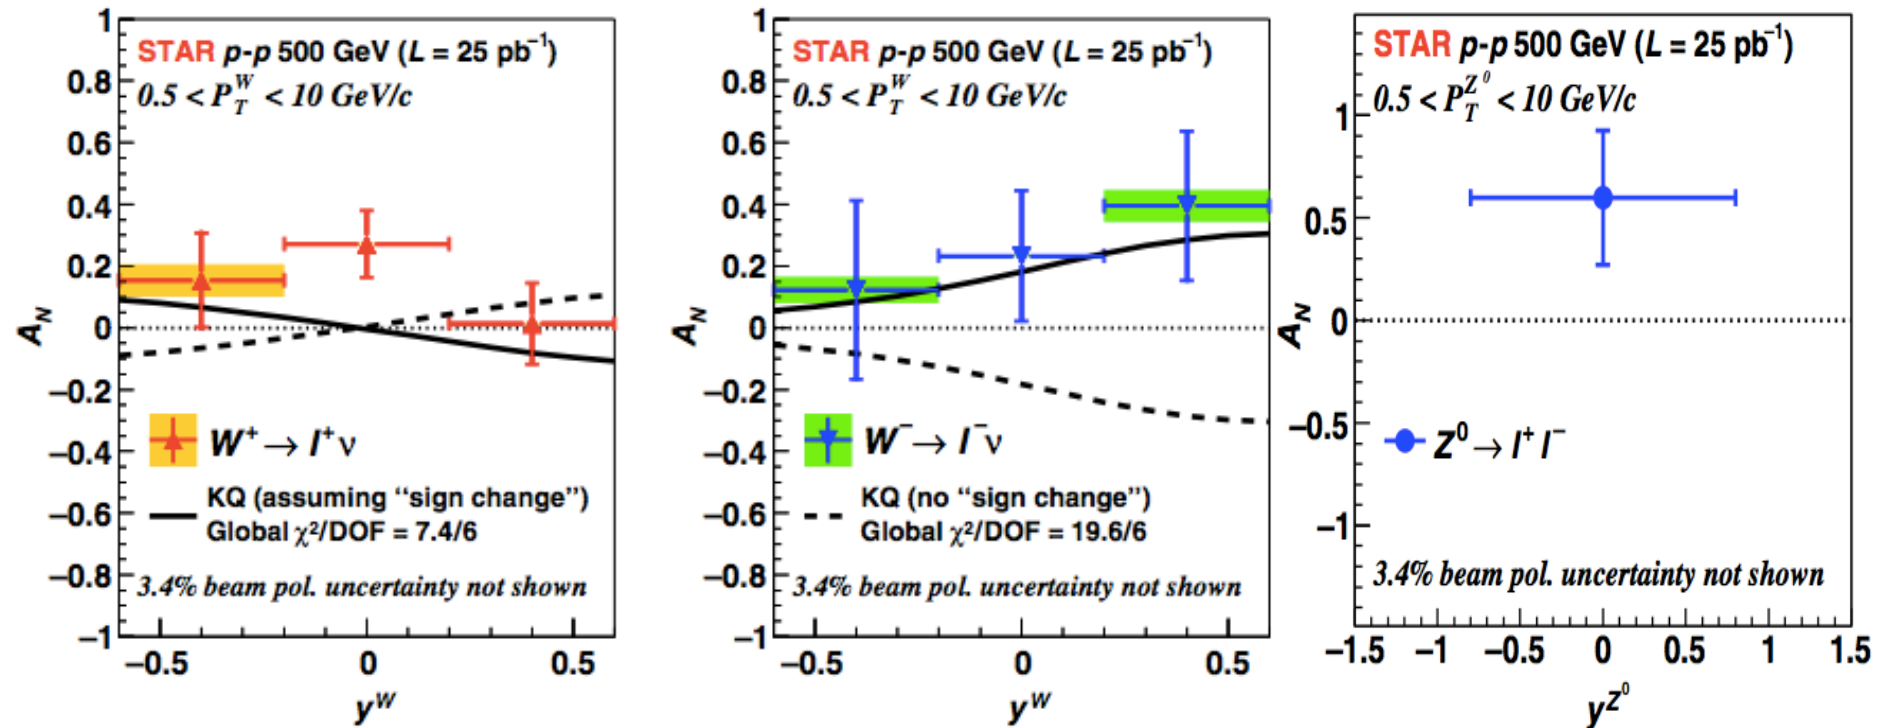 STAR p-p 500 GeV (L = 25 pb⁻¹)
0.5 < P_T^W < 10 GeV/c
1
0.8
0.6
0.4
0.2
0
−0.2
−0.4
−0.6
−0.8
−1
A_N
W⁺ → l⁺ ν
KQ (assuming “sign change”)
Global χ²/DOF = 7.4/6
3.4% beam pol. uncertainty not shown
−0.5 0 0.5
y^W
STAR p-p 500 GeV (L = 25 pb⁻¹)
0.5 < P_T^W < 10 GeV/c
1
0.8
0.6
0.4
0.2
0
−0.2
−0.4
−0.6
−0.8
−1
A_N
W⁻ → l⁻ ν
KQ (no “sign change”)
Global χ²/DOF = 19.6/6
3.4% beam pol. uncertainty not shown
−0.5 0 0.5
y^W
STAR p-p 500 GeV (L = 25 pb⁻¹)
0.5 < P_T^{Z⁰} < 10 GeV/c
1
0.5
0
−0.5
−1
A_N
Z⁰ → l⁺ l⁻
3.4% beam pol. uncertainty not shown
−1.5 −1 −0.5 0 0.5 1 1.5
y^{Z⁰}